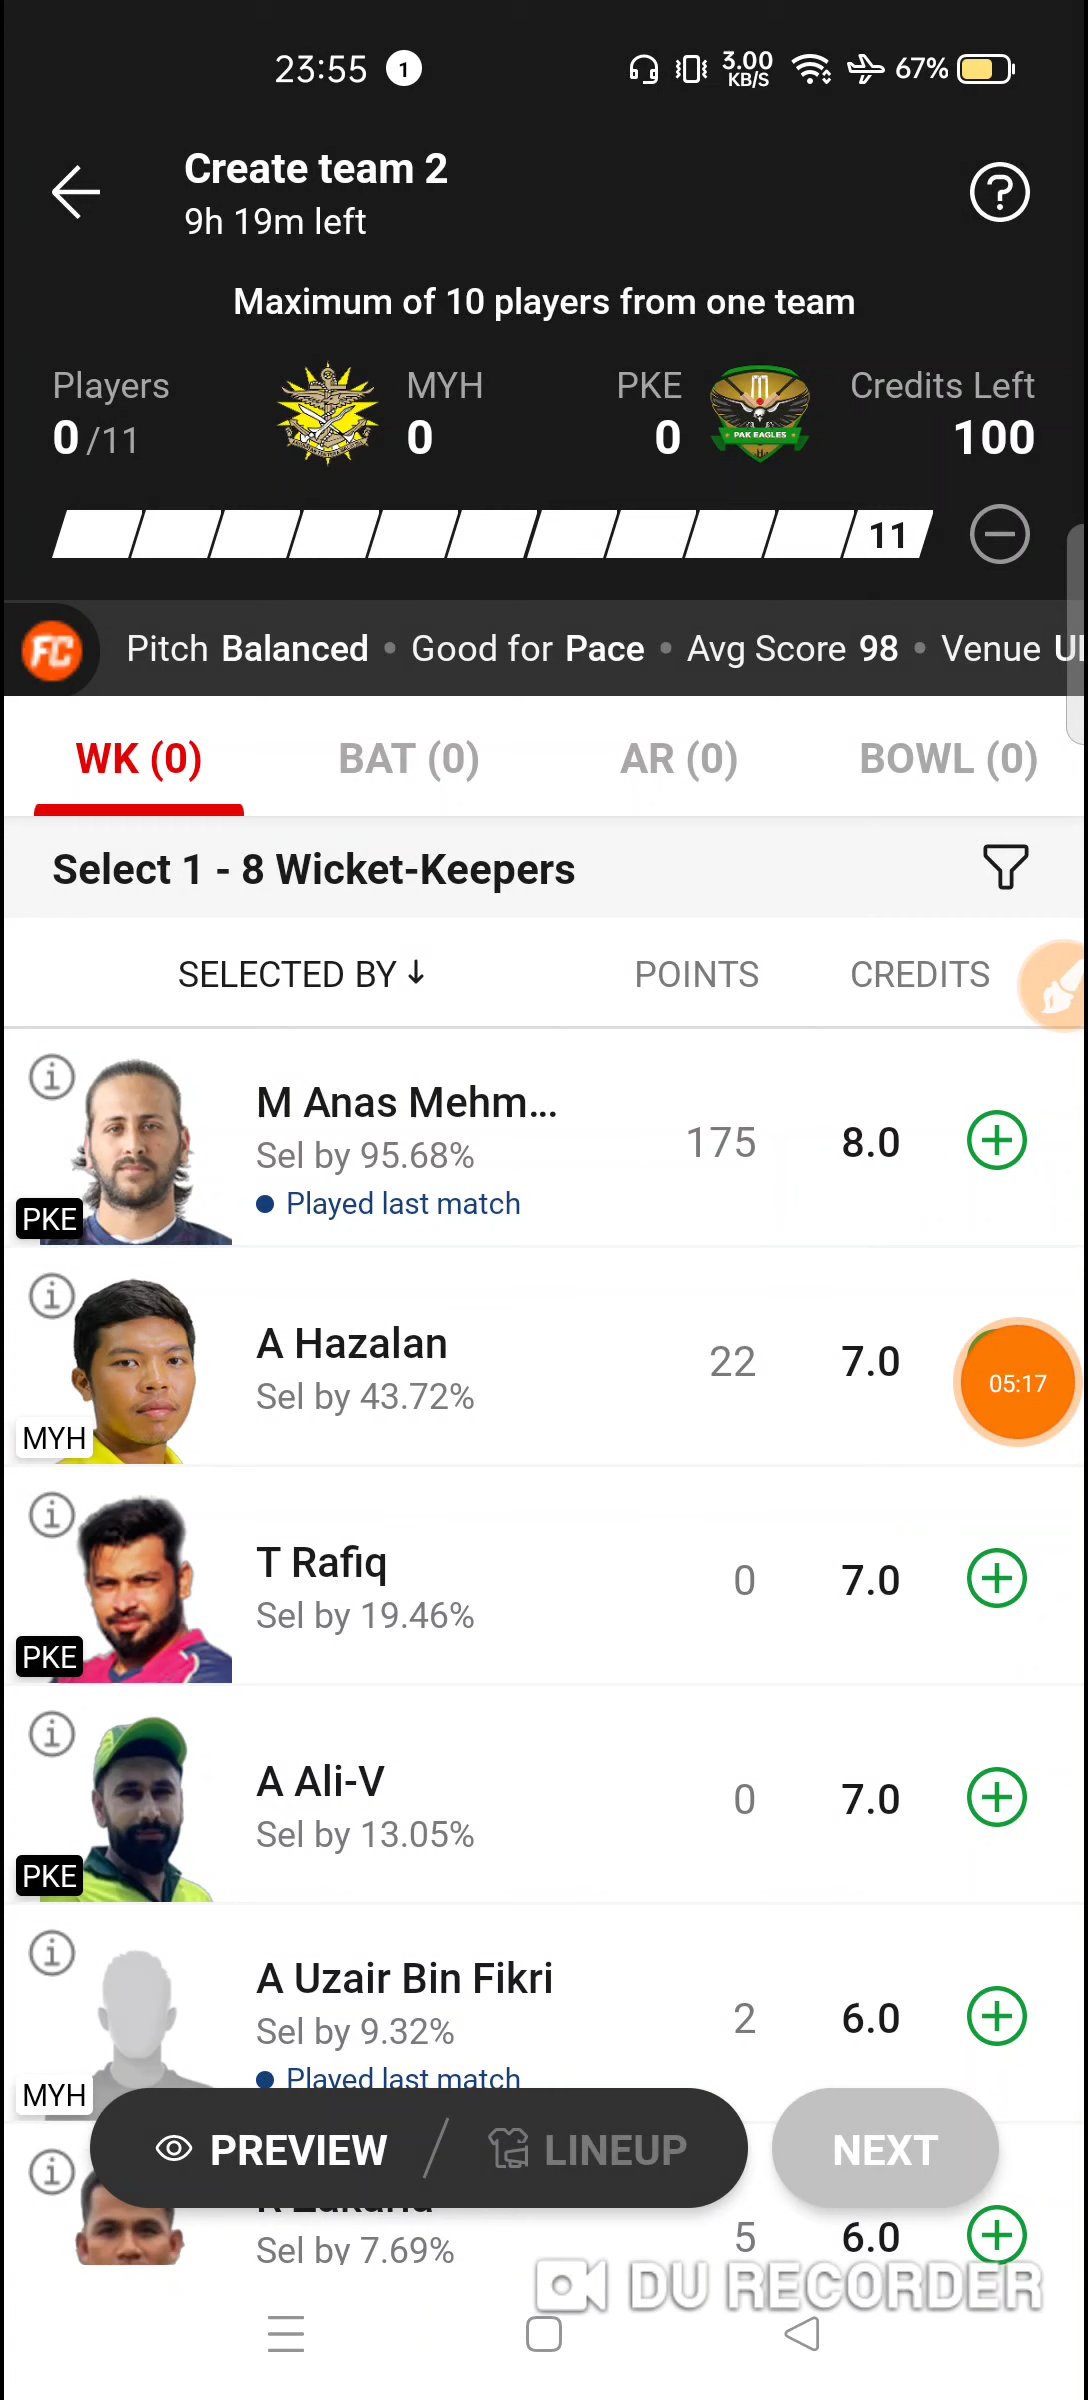 23:55 1 3.00 KB/S 67%
Create team 2
9h 19m left
Maximum of 10 players from one team
Players MYH PKE Credits Left
0/11 0 0 100
PAK EAGLES
11
FC Pitch Balanced • Good for Pace • Avg Score 98 • Venue
WK (0) BAT (0) AR (0) BOWL (0)
Select 1 - 8 Wicket-Keepers
SELECTED BY ↓ POINTS CREDITS
M Anas Mehm...
Sel by 95.68% 175 8.0
Played last match
PKE
A Hazalan
Sel by 43.72% 22 7.0
05:17
MYH
T Rafiq
Sel by 19.46% 0 7.0
PKE
A Ali-V
Sel by 13.05% 0 7.0
PKE
A Uzair Bin Fikri
Sel by 9.32% 2 6.0
Played last match
MYH
PREVIEW LINEUP NEXT
Sel by 7.69% 5 6.0
DU RECORDER